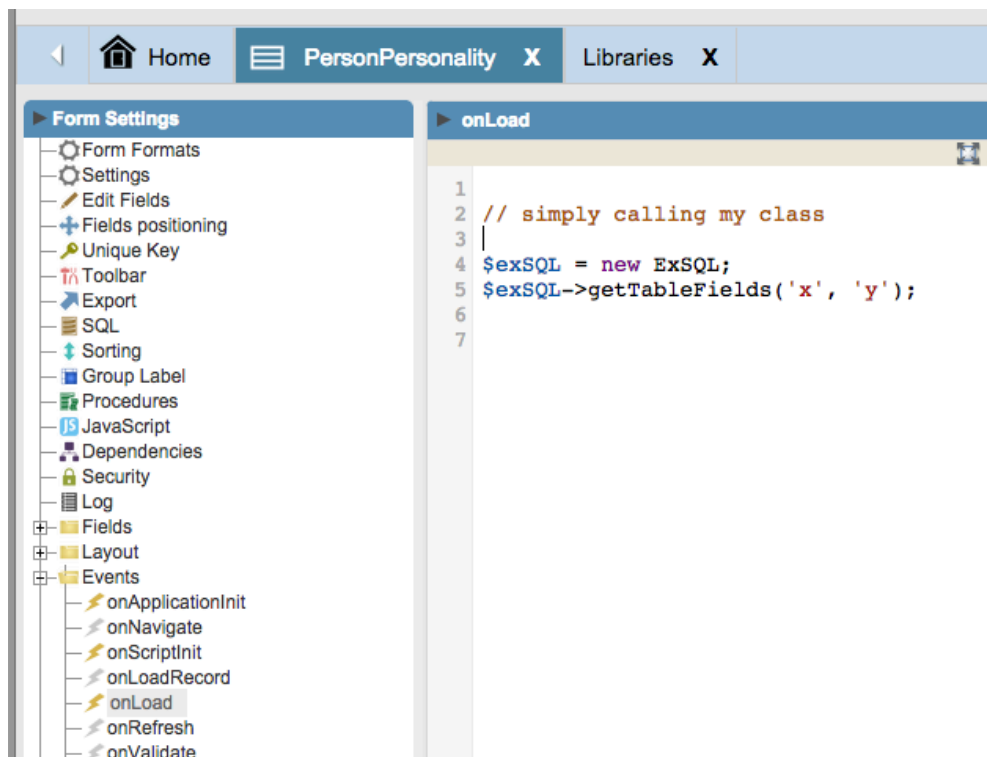 Home PersonPersonality X Libraries X
Form Settings
Form Formats
Settings
Edit Fields
Fields positioning
Unique Key
Toolbar
Export
SQL
Sorting
Group Label
Procedures
JS JavaScript
Dependencies
Security
Log
Fields
Layout
Events
onApplicationInit
onNavigate
onScriptInit
onLoadRecord
onLoad
onRefresh
onValidate
onLoad
1
2 // simply calling my class
3
4 $exSQL = new ExSQL;
5 $exSQL->getTableFields('x', 'y');
6
7